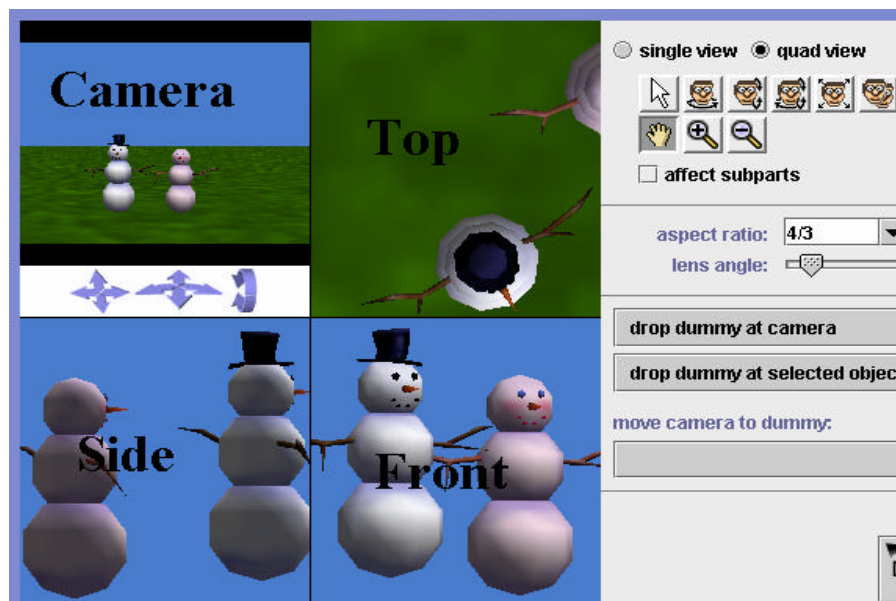 Camera
Top
Side
Front
single view quad view
affect subparts
aspect ratio: 4/3
lens angle:
drop dummy at camera
drop dummy at selected objec
move camera to dummy: